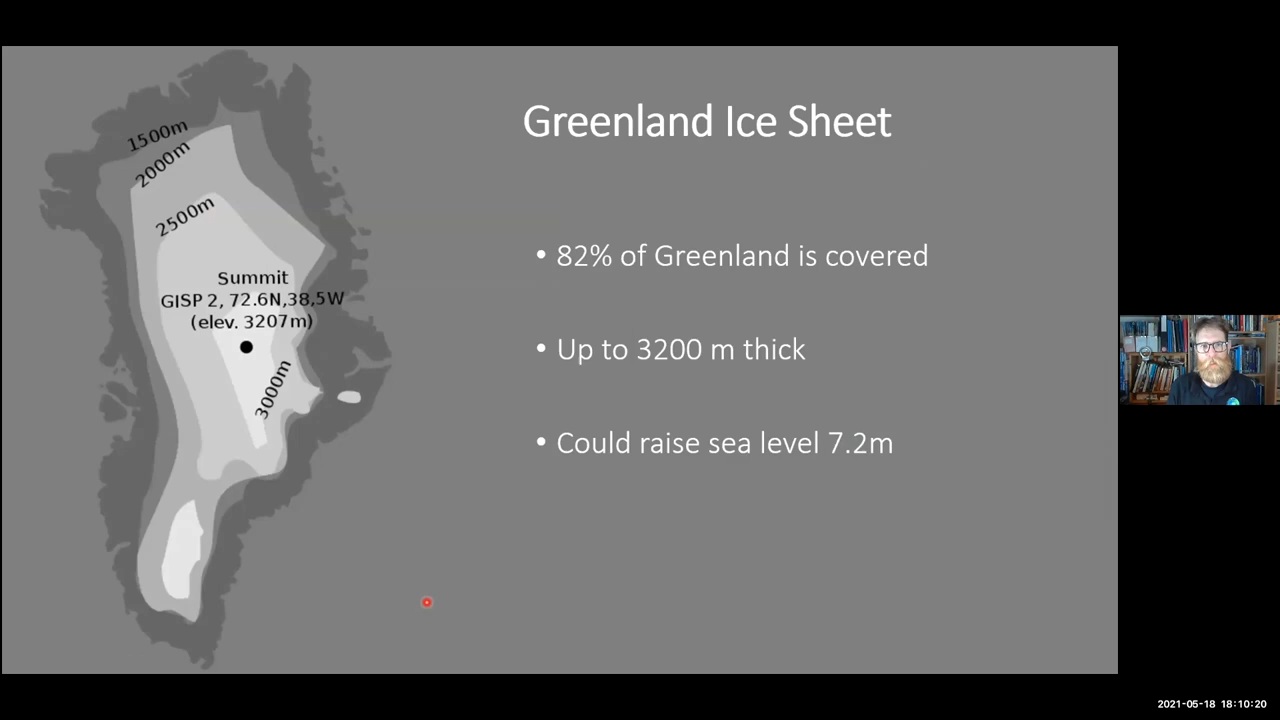 Greenland Ice Sheet
1500m
2000m
2500m
Summit
GISP 2, 72.6N,38,5W
(elev. 3207m)
3000m
• 82% of Greenland is covered
• Up to 3200 m thick
• Could raise sea level 7.2m
2021-05-18 18:10:20